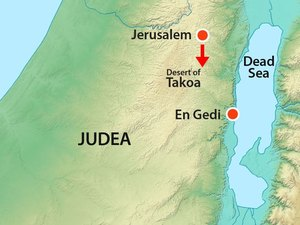 Jerusalem
Dead
Sea
Desert of
Takoa
En Gedi
JUDEA